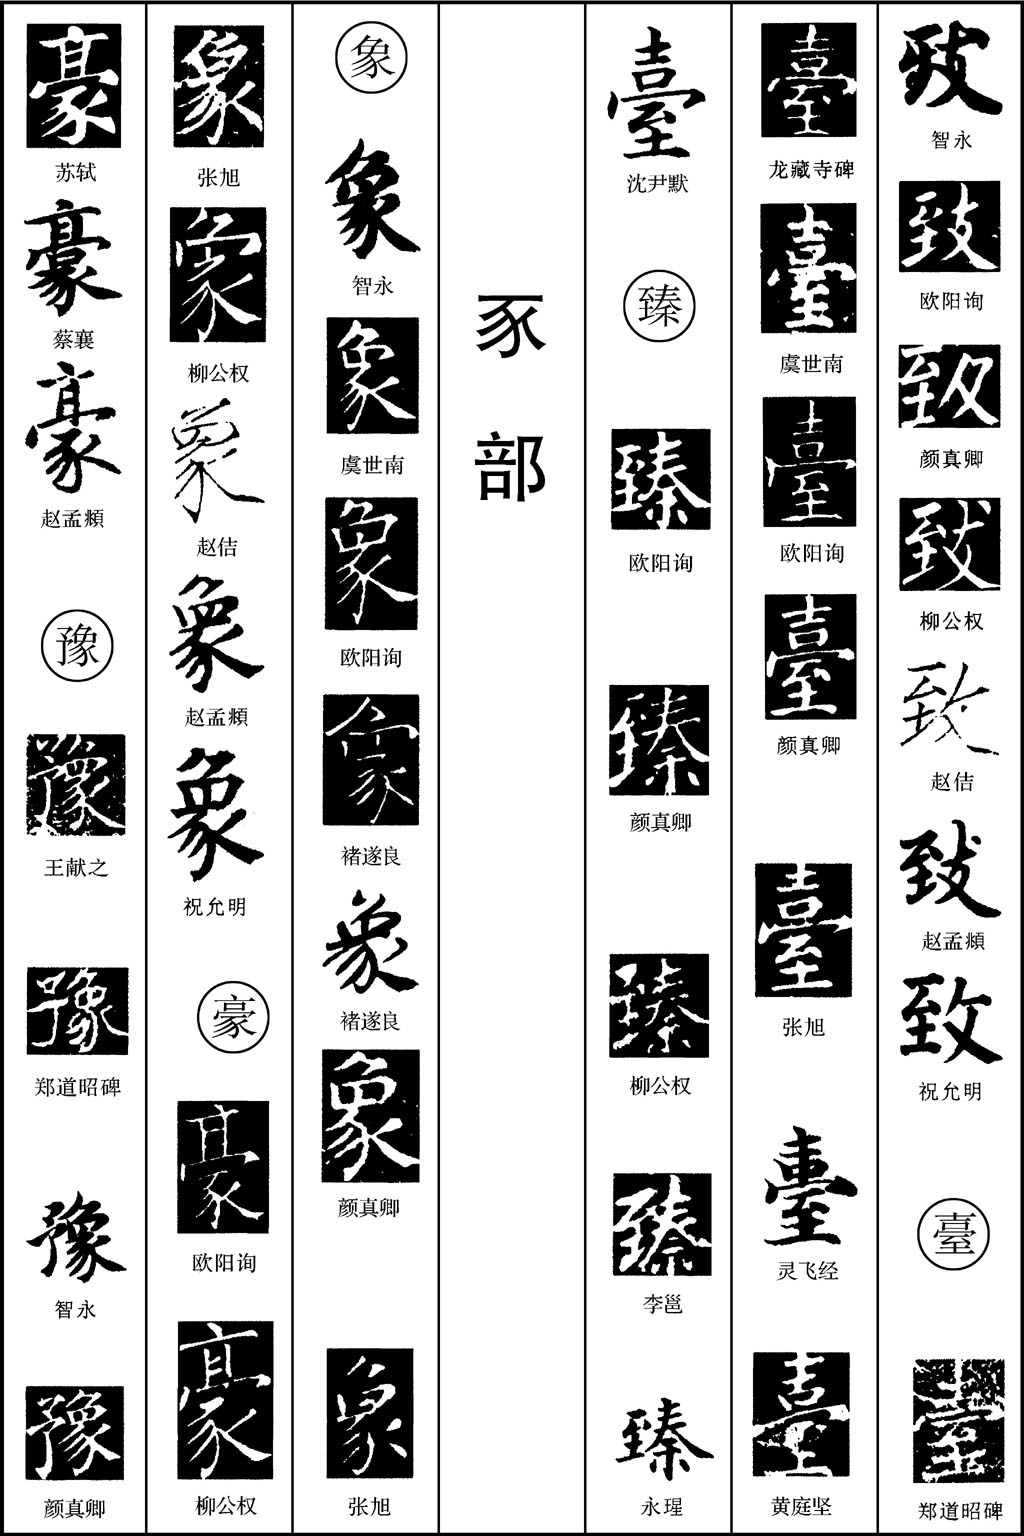 致
智永
致
欧阳询
致
颜真卿
致
柳公权
致
赵佶
致
赵孟頫
致
祝允明
臺
臺
郑道昭碑
臺
龙藏寺碑
臺
虞世南
臺
欧阳询
臺
颜真卿
臺
张旭
臺
灵飞经
臺
黄庭坚
臺
沈尹默
臻
臻
欧阳询
臻
颜真卿
臻
柳公权
臻
李邕
臻
永瑆
豕部
象
象
智永
象
虞世南
象
欧阳询
象
褚遂良
象
褚遂良
象
颜真卿
象
张旭
象
张旭
象
柳公权
象
赵佶
象
赵孟頫
象
祝允明
豪
豪
欧阳询
豪
柳公权
豪
苏轼
豪
蔡襄
豪
赵孟頫
豫
豫
王献之
豫
郑道昭碑
豫
智永
豫
颜真卿